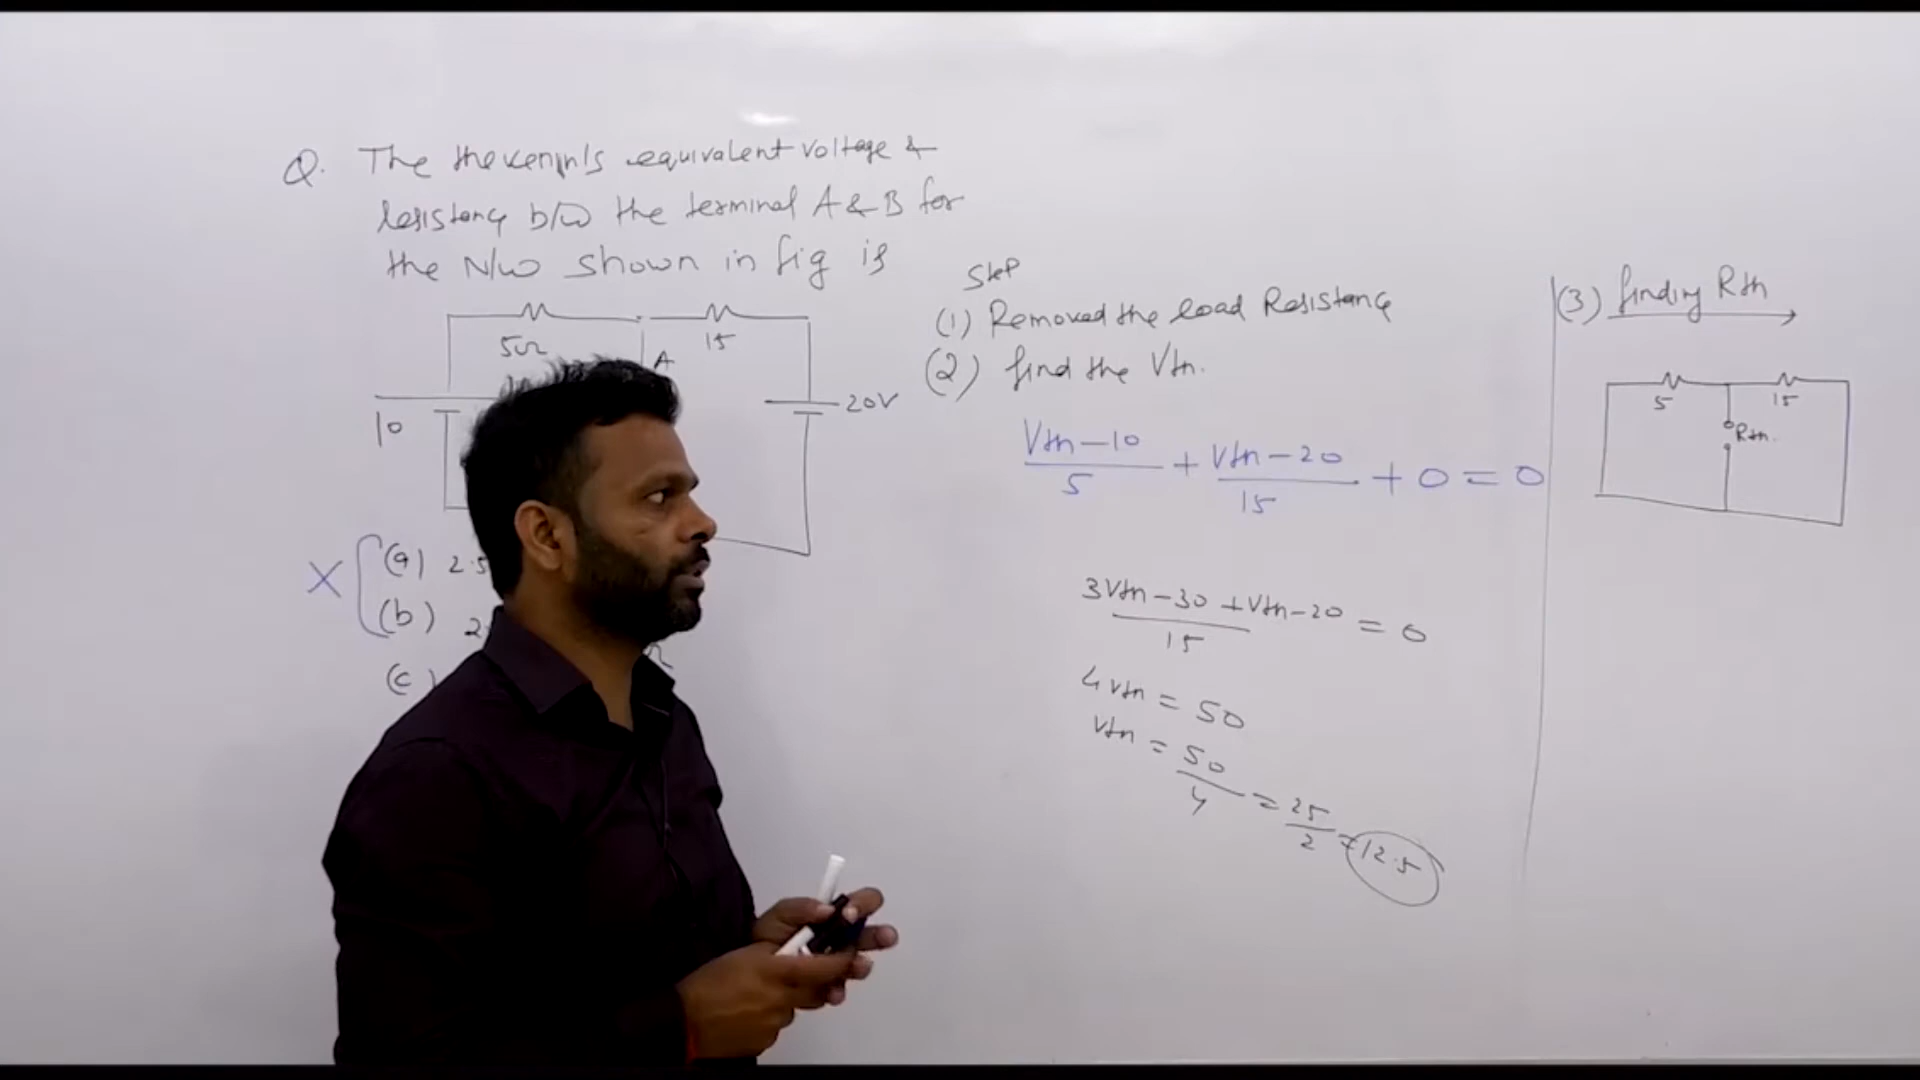 Q. The thevenin's equivalent voltage &
resistance b/w the terminal A & B for
the N/w shown in fig is
5Ω
15
A
10
20V
X
(a) 2.5
(b) 2
(c)
Ω
Step
(1) Removed the load Resistance
(2) find the Vth.
Vth-10/5 + Vth-20/15 + 0 = 0
3Vth-30+Vth-20/15 = 0
4Vth = 50
Vth = 50/4 = 25/2 = 12.5
(3) finding Rth
5
15
Rth.